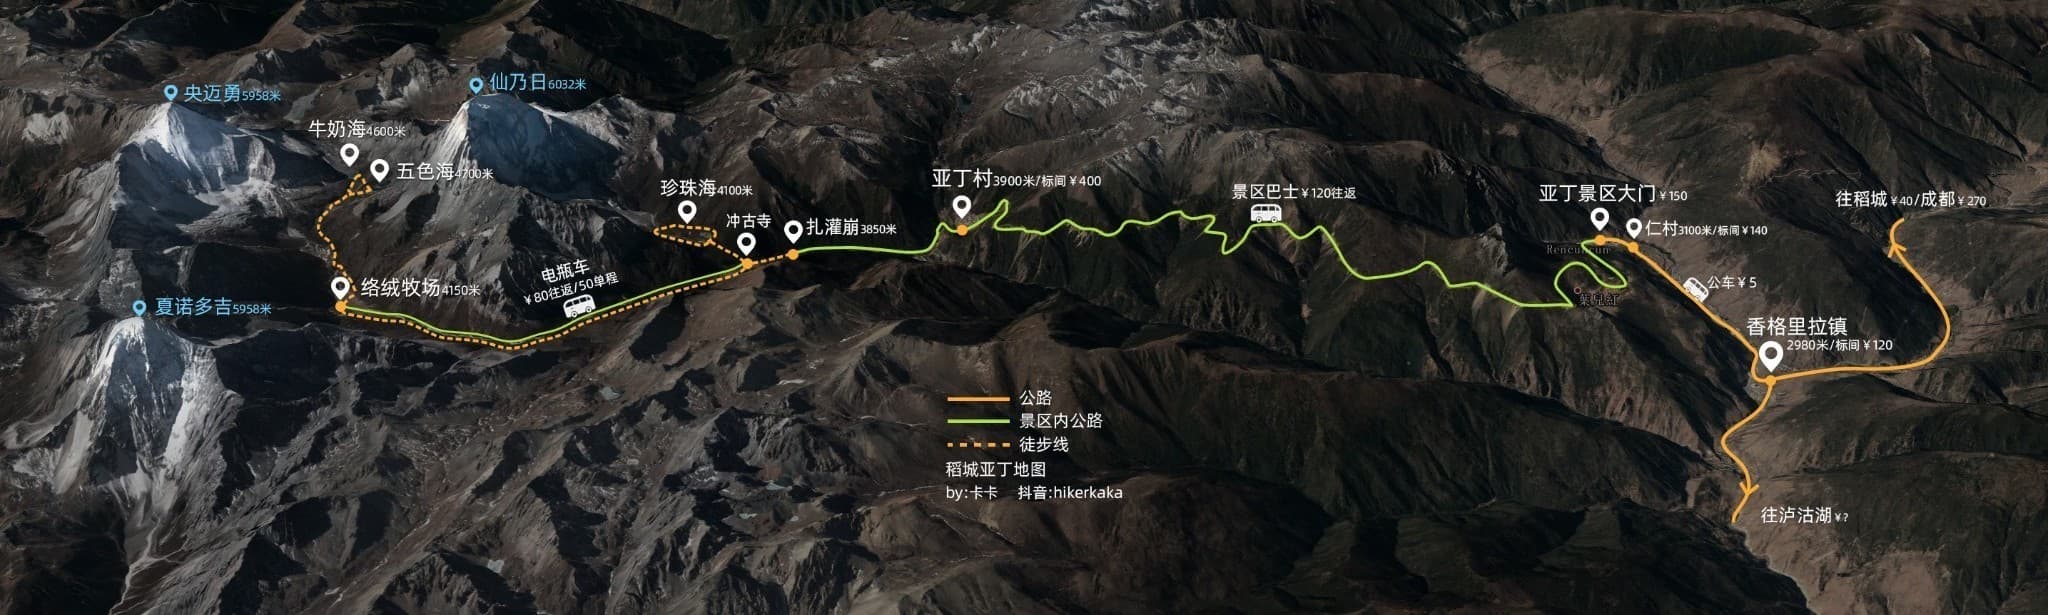 央迈勇5958米
仙乃日6032米
牛奶海4600米
五色海4700米
珍珠海4100米
冲古寺
扎灌崩3850米
亚丁村3900米/标间￥400
景区巴士￥120往返
亚丁景区大门￥150
往稻城￥40/成都￥270
仁村3100米/标间￥140
Rencuncun
叶儿红
公车￥5
电瓶车
￥80往返/50单程
络绒牧场4150米
夏诺多吉5958米
香格里拉镇
2980米/标间￥120
公路
景区内公路
徒步线
稻城亚丁地图
by:卡卡 抖音:hikerkaka
往泸沽湖￥?